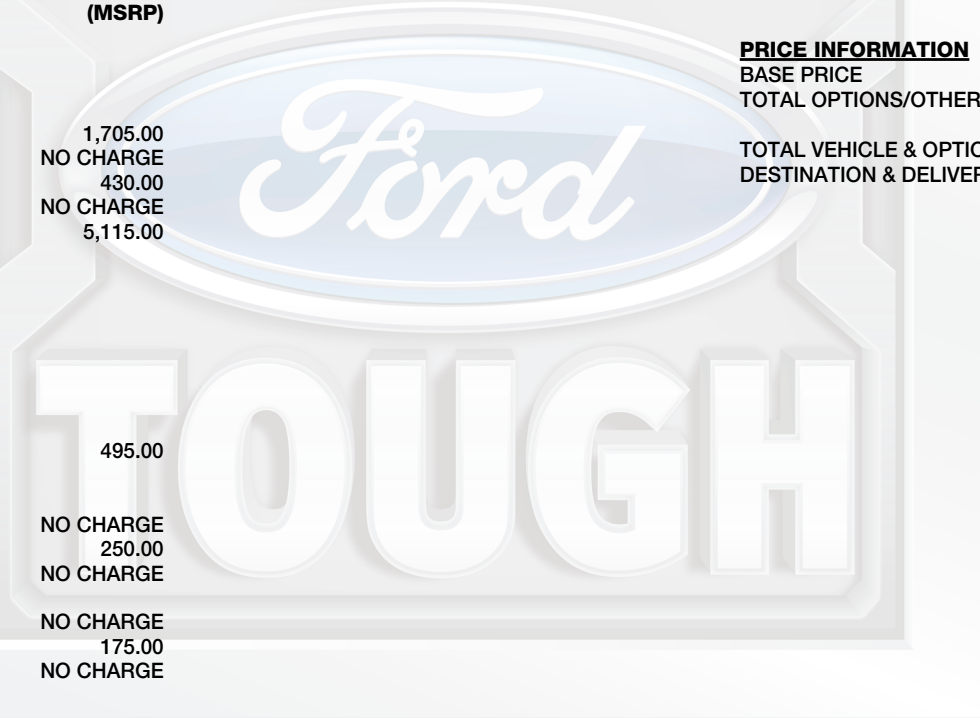 (MSRP)
1,705.00
NO CHARGE
430.00
NO CHARGE
5,115.00
495.00
NO CHARGE
250.00
NO CHARGE
NO CHARGE
175.00
NO CHARGE
PRICE INFORMATION
BASE PRICE
TOTAL OPTIONS/OTHER
TOTAL VEHICLE & OPTIO
DESTINATION & DELIVER
Ford
TOUGH